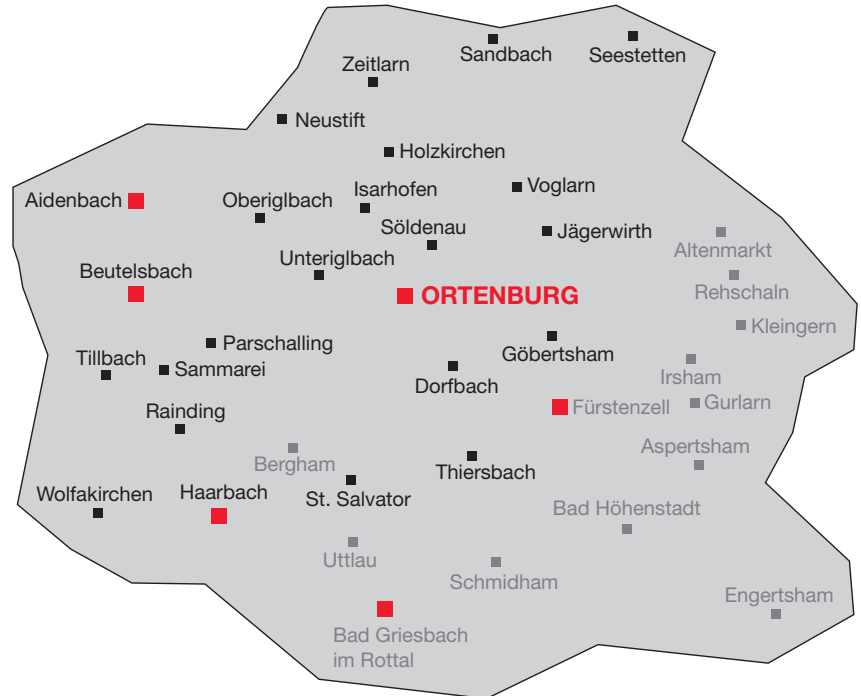 Sandbach
Seestetten
Zeitlarn
Neustift
Holzkirchen
Isarhofen
Voglarn
Aidenbach
Oberiglbach
Söldenau
Jägerwirth
Altenmarkt
Unteriglbach
Beutelsbach
Rehschaln
ORTENBURG
Kleingern
Parschalling
Göbertsham
Tillbach
Sammarei
Dorfbach
Irsham
Rainding
Fürstenzell
Gurlarn
Aspertsham
Bergham
Thiersbach
Wolfakirchen
Haarbach
St. Salvator
Bad Höhenstadt
Uttlau
Schmidham
Engertsham
Bad Griesbach
im Rottal